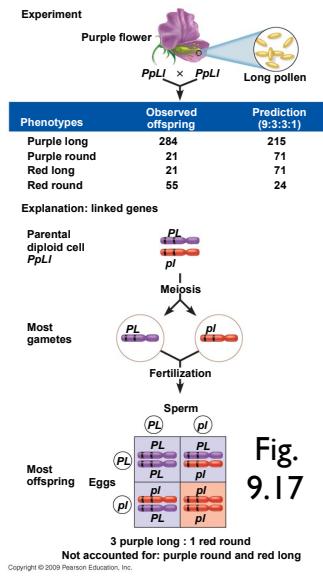 Experiment
Purple flower
PpLl × PpLl
Long pollen
Phenotypes Observed offspring Prediction (9:3:3:1)
Purple long 284 215
Purple round 21 71
Red long 21 71
Red round 55 24
Explanation: linked genes
Parental diploid cell PpLl
PL
pl
Meiosis
Most gametes
PL pl
Fertilization
Sperm
PL pl
Most offspring
Eggs
PL
PL PL
PL pl
pl
pl pl
PL pl
Fig. 9.17
3 purple long : 1 red round
Not accounted for: purple round and red long
Copyright © 2009 Pearson Education, Inc.